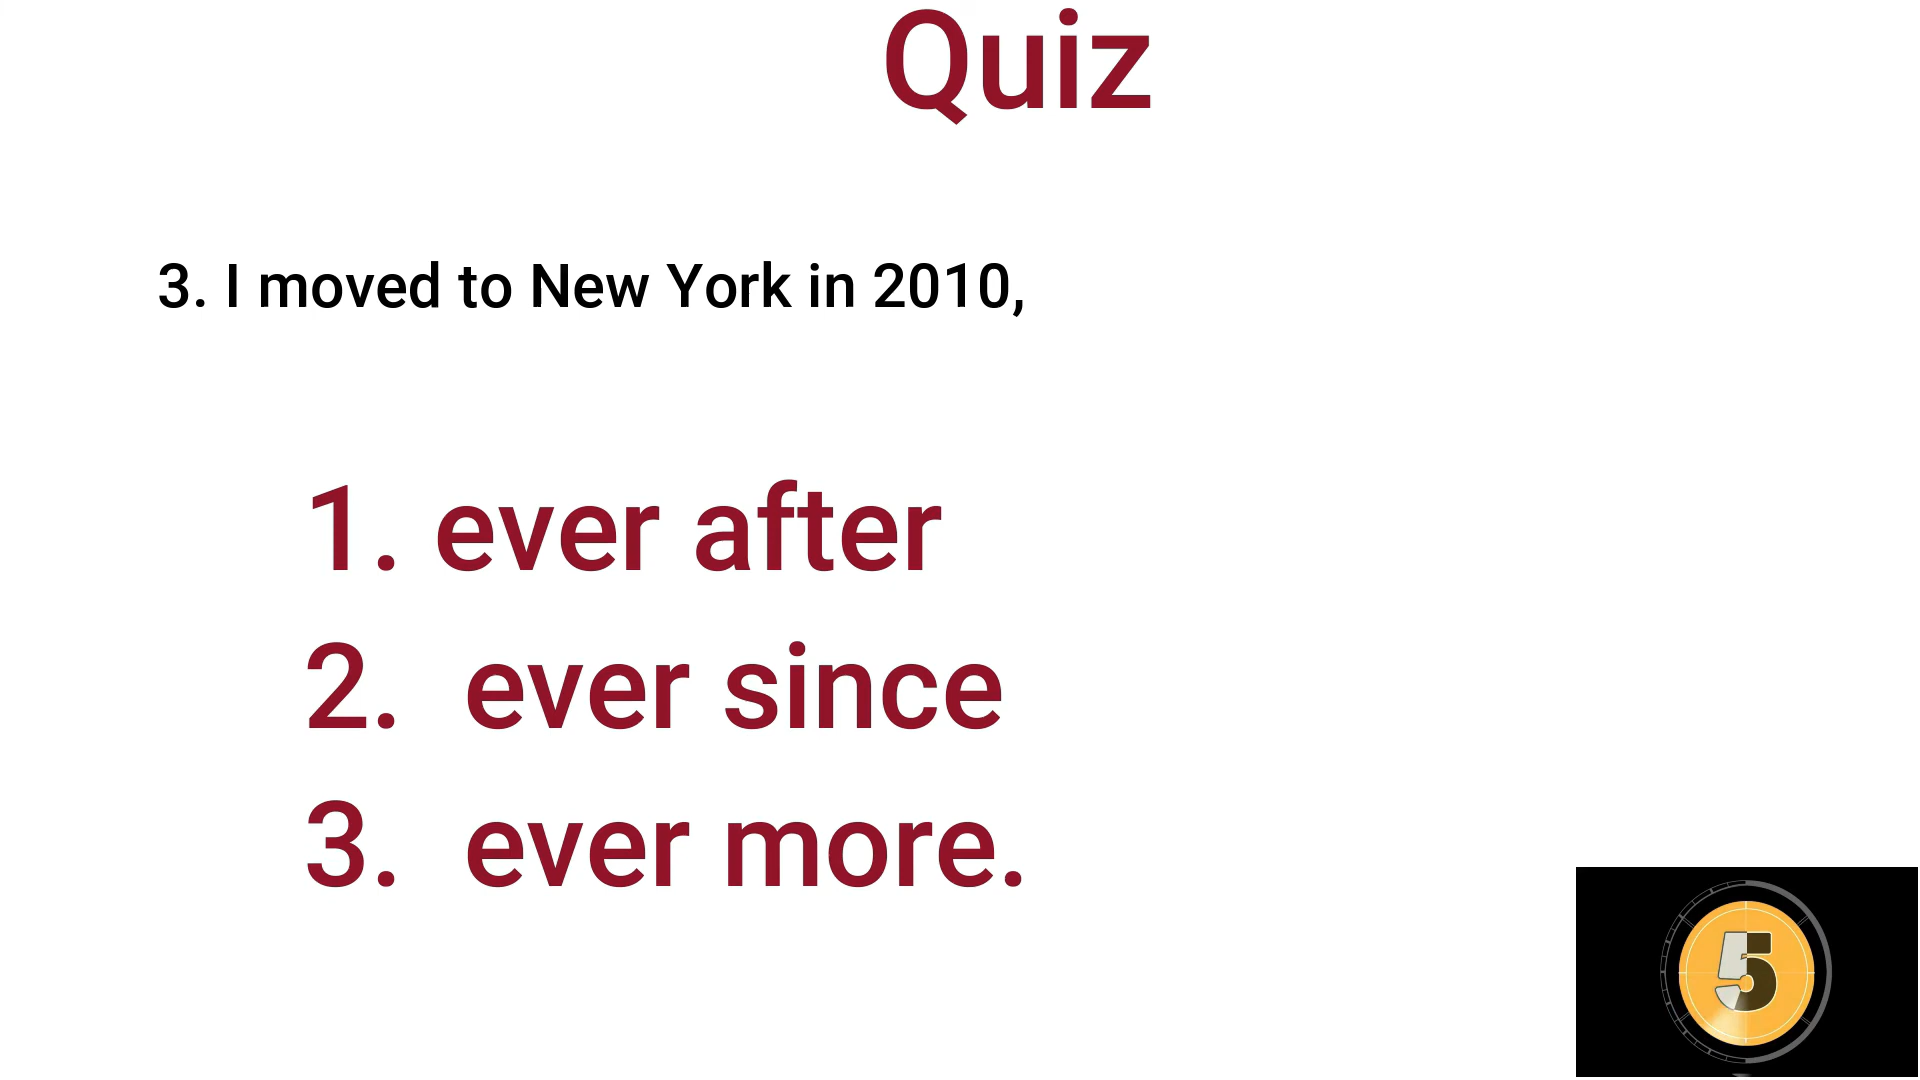 Quiz
3. I moved to New York in 2010,
1. ever after
2. ever since
3. ever more.
5